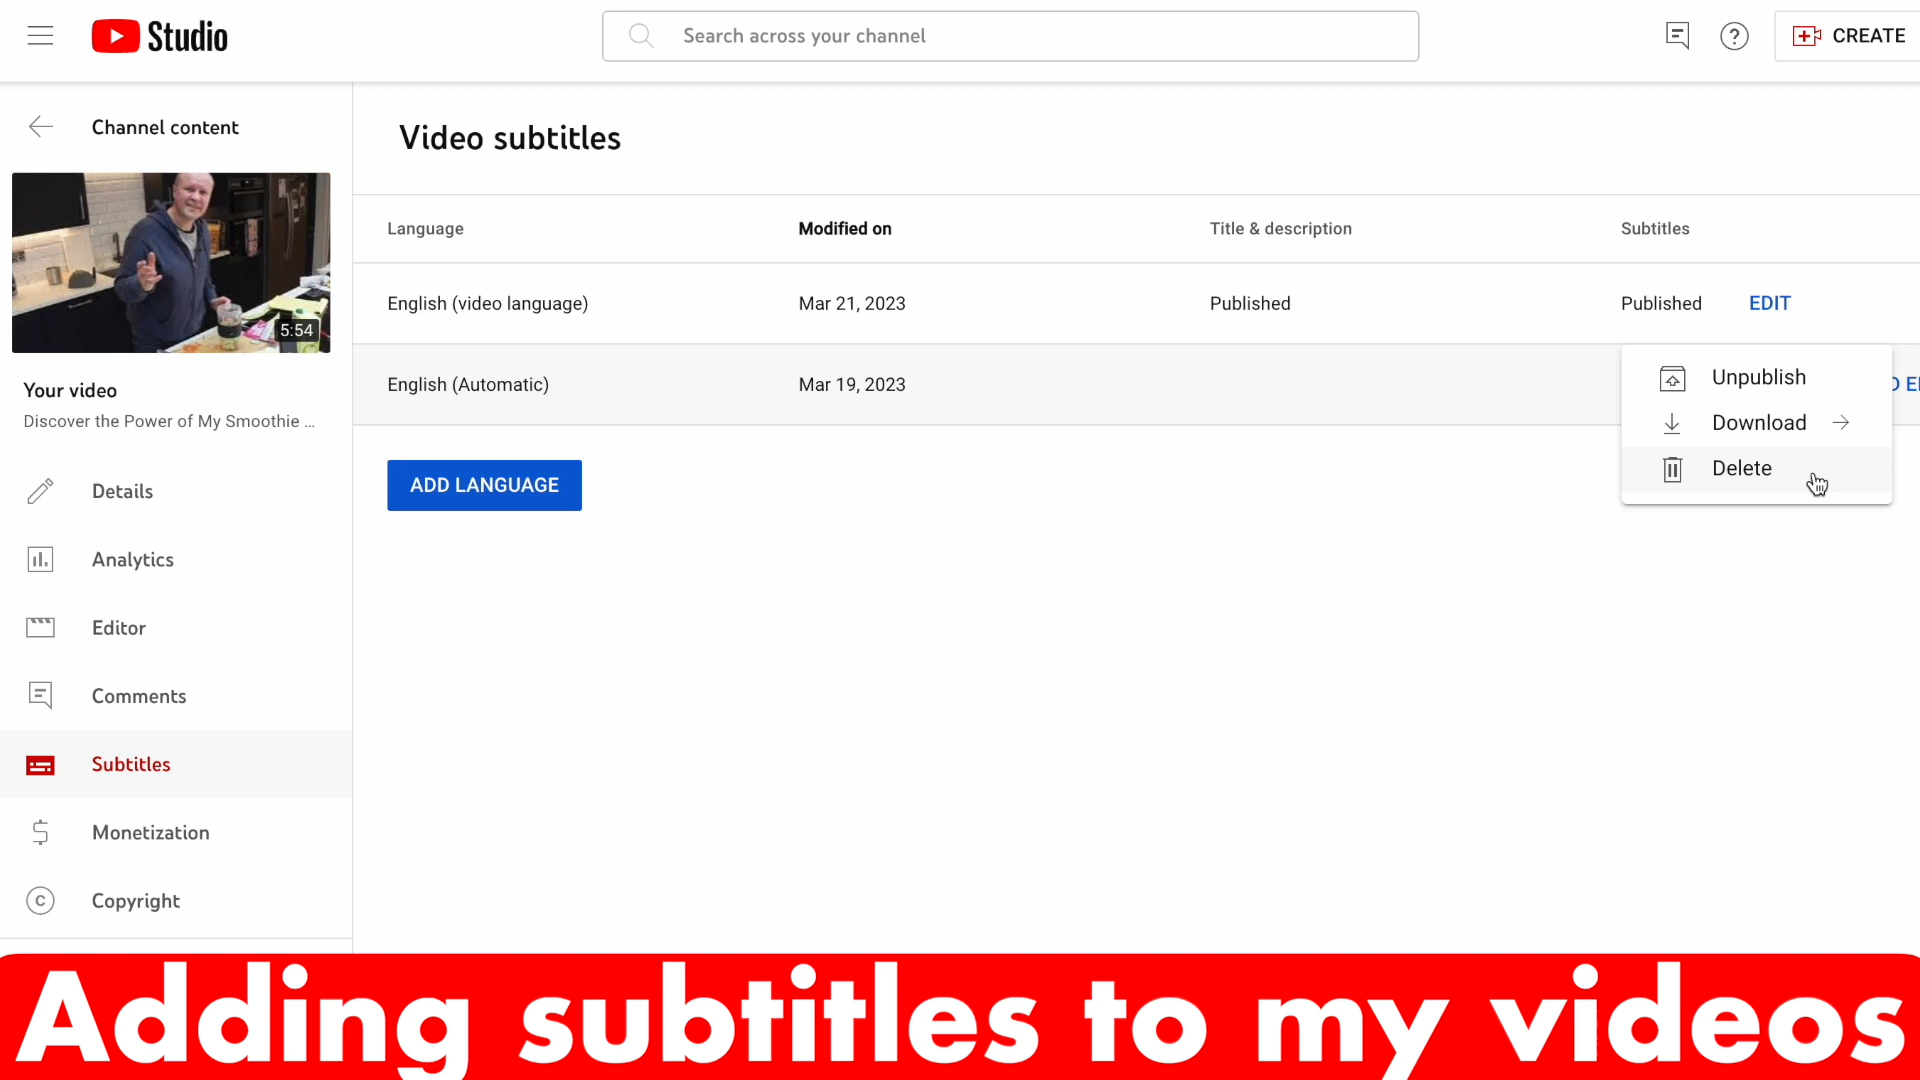 Studio
Search across your channel
CREATE
Channel content
5:54
Your video
Discover the Power of My Smoothie ...
Details
Analytics
Editor
Comments
Subtitles
Monetization
Copyright
Video subtitles
Language Modified on Title & description Subtitles
English (video language) Mar 21, 2023 Published Published EDIT
English (Automatic) Mar 19, 2023
Unpublish
Download
Delete
ADD LANGUAGE
Adding subtitles to my videos